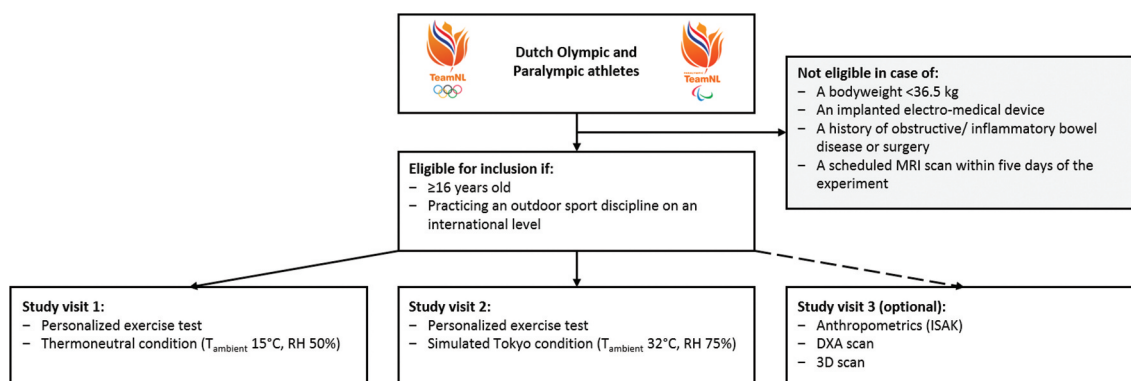 Dutch Olympic and
Paralympic athletes
TeamNL
TeamNL
Not eligible in case of:
– A bodyweight <36.5 kg
– An implanted electro-medical device
– A history of obstructive/ inflammatory bowel
disease or surgery
– A scheduled MRI scan within five days of the
experiment
Eligible for inclusion if:
– ≥16 years old
– Practicing an outdoor sport discipline on an
international level
Study visit 1:
– Personalized exercise test
– Thermoneutral condition (Tambient 15°C, RH 50%)
Study visit 2:
– Personalized exercise test
– Simulated Tokyo condition (Tambient 32°C, RH 75%)
Study visit 3 (optional):
– Anthropometrics (ISAK)
– DXA scan
– 3D scan